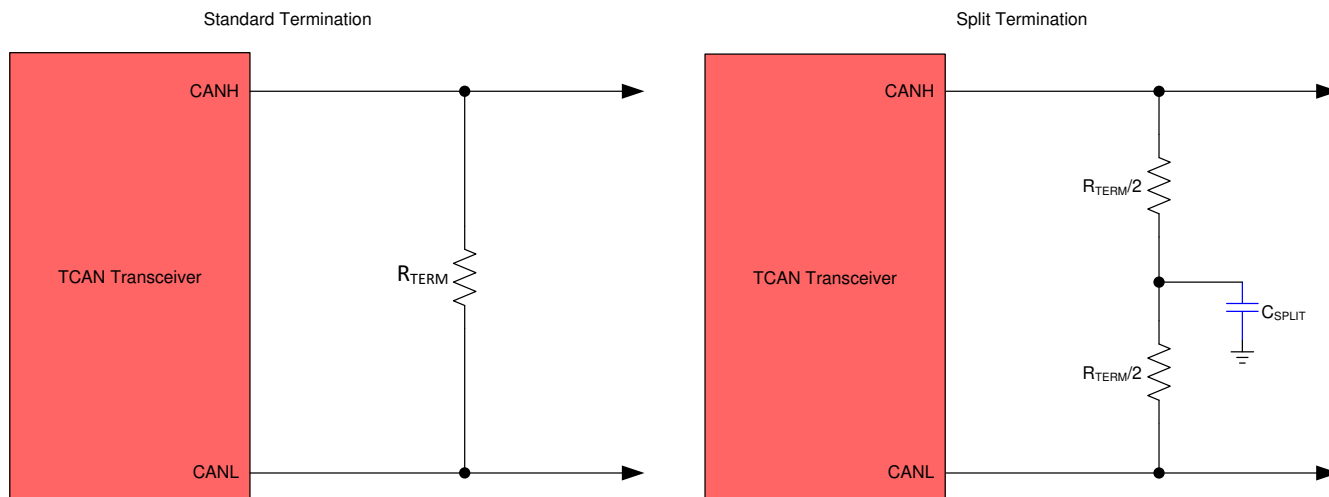 Standard Termination
CANH
TCAN Transceiver
RTERM
CANL
Split Termination
CANH
RTERM/2
TCAN Transceiver
CSPLIT
RTERM/2
CANL